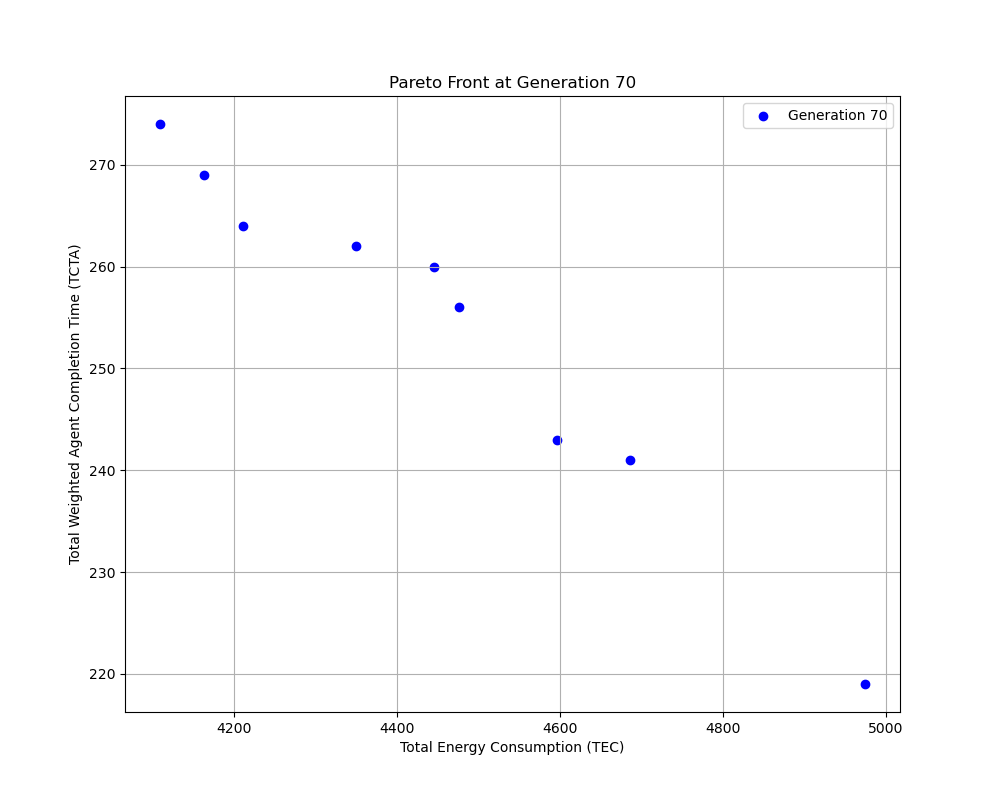 Pareto Front at Generation 70
Generation 70
270
260
250
240
230
220
Total Weighted Agent Completion Time (TCTA)
4200
4400
4600
4800
5000
Total Energy Consumption (TEC)